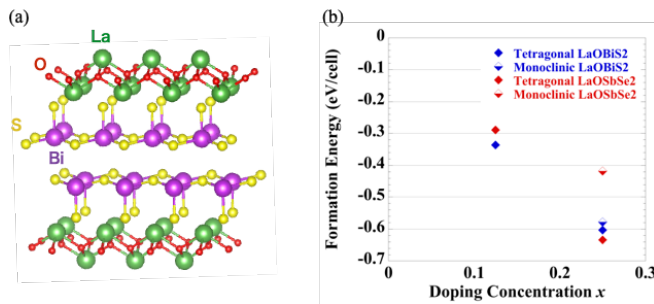 (a)
La
O
S
Bi
(b)
Formation Energy (eV/cell)
0
-0.1
-0.2
-0.3
-0.4
-0.5
-0.6
-0.7
Tetragonal LaOBiS2
Monoclinic LaOBiS2
Tetragonal LaOSbSe2
Monoclinic LaOSbSe2
0 0.1 0.2 0.3
Doping Concentration x